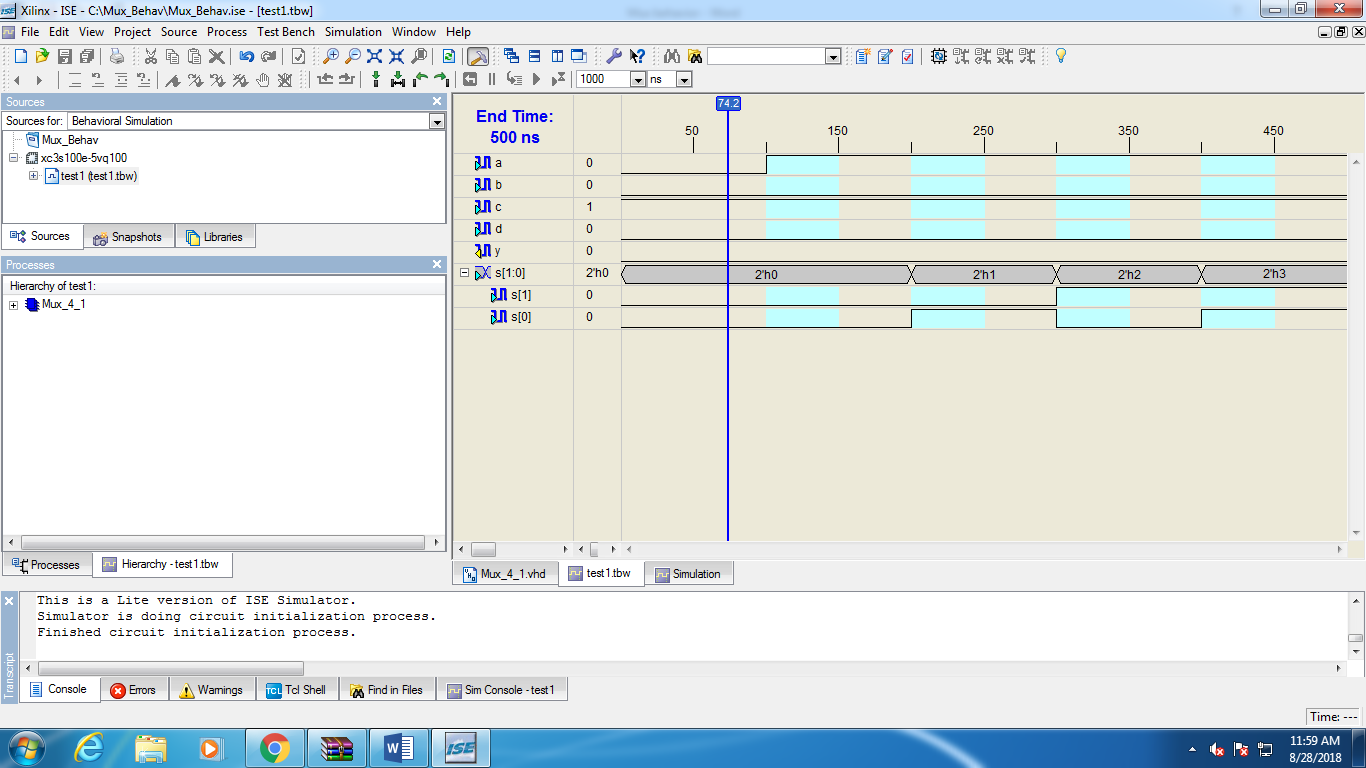 Xilinx - ISE - C:\Mux_Behav\Mux_Behav.ise - [test1.tbw]
File Edit View Project Source Process Test Bench Simulation Window Help
1000 ns
Sources
Sources for: Behavioral Simulation
Mux_Behav
xc3s100e-5vq100
test1 (test1.tbw)
Sources Snapshots Libraries
Processes
Hierarchy of test1:
Mux_4_1
Processes Hierarchy - test1.tbw
End Time:
500 ns
74.2
50 150 250 350 450
a 0
b 0
c 1
d 0
y 0
s[1:0] 2'h0 2'h0 2'h1 2'h2 2'h3
s[1] 0
s[0] 0
Mux_4_1.vhd test1.tbw Simulation
This is a Lite version of ISE Simulator.
Simulator is doing circuit initialization process.
Finished circuit initialization process.
Transcript
Console Errors Warnings TCL Tcl Shell Find in Files Sim Console - test1
Time: ---
ISE
11:59 AM
8/28/2018